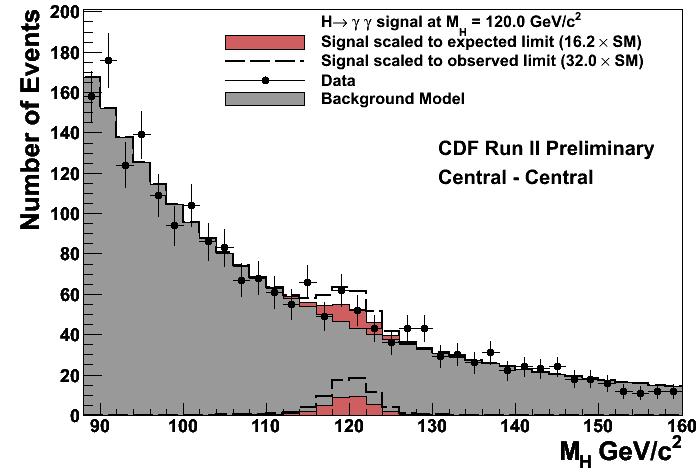 H→γγ signal at M_H = 120.0 GeV/c²
Signal scaled to expected limit (16.2 × SM)
Signal scaled to observed limit (32.0 × SM)
Data
Background Model
CDF Run II Preliminary
Central - Central
Number of Events
200
180
160
140
120
100
80
60
40
20
0
90 100 110 120 130 140 150 160
M_H GeV/c²